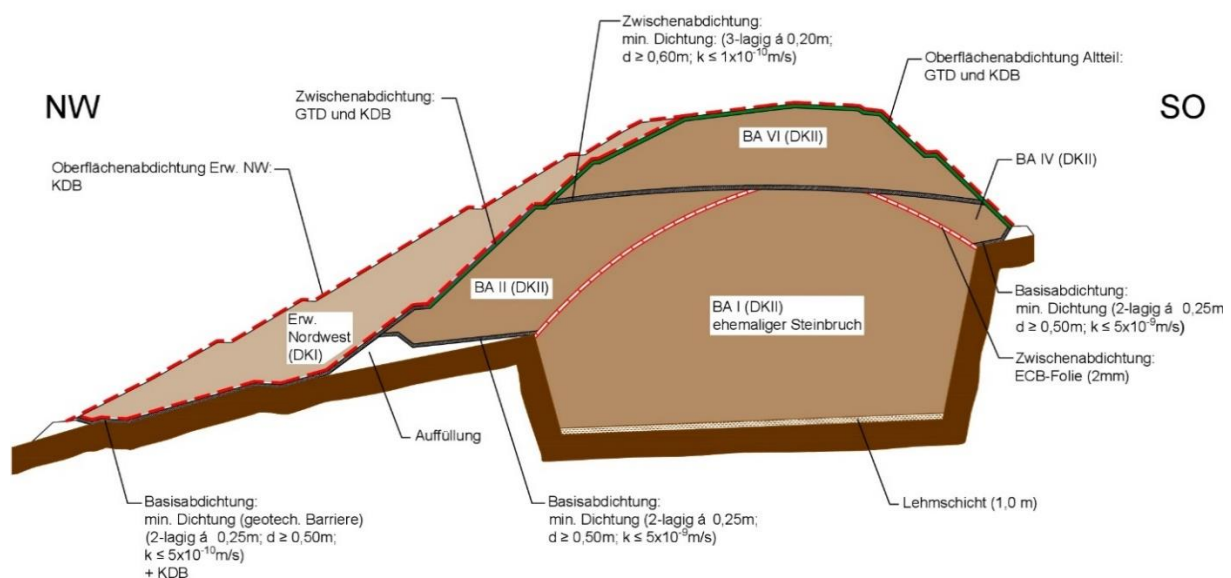 Zwischenabdichtung:
min. Dichtung: (3-lagig á 0,20m;
d ≥ 0,60m; k ≤ 1x10⁻¹⁰m/s)
Oberflächenabdichtung Altteil:
GTD und KDB
NW
Zwischenabdichtung:
GTD und KDB
SO
BA VI (DKII)
Oberflächenabdichtung Erw. NW:
KDB
BA IV (DKII)
BA II (DKII)
Erw.
Nordwest
(DKI)
BA I (DKII)
ehemaliger Steinbruch
Basisabdichtung:
min. Dichtung (2-lagig á 0,25m
d ≥ 0,50m; k ≤ 5x10⁻⁹m/s)
Zwischenabdichtung:
ECB-Folie (2mm)
Auffüllung
Lehmschicht (1,0 m)
Basisabdichtung:
min. Dichtung (geotech. Barriere)
(2-lagig á 0,25m; d ≥ 0,50m;
k ≤ 5x10⁻¹⁰m/s)
+ KDB
Basisabdichtung:
min. Dichtung (2-lagig á 0,25m;
d ≥ 0,50m; k ≤ 5x10⁻⁹m/s)